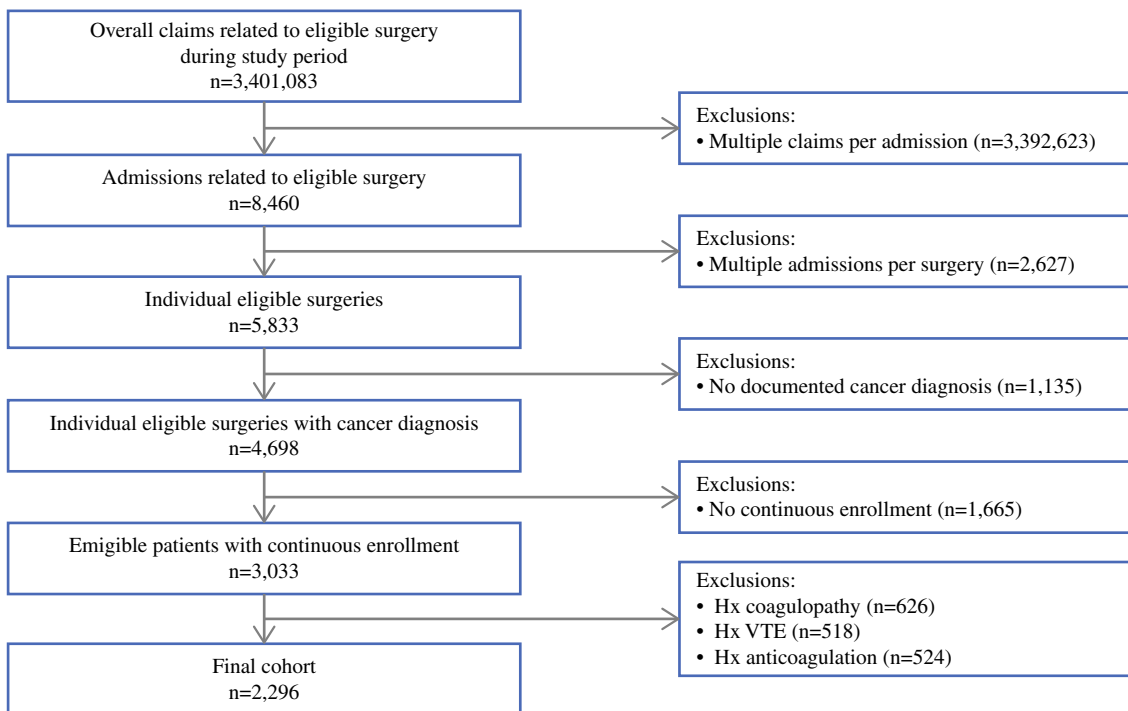 Overall claims related to eligible surgery
during study period
n=3,401,083
Exclusions:
• Multiple claims per admission (n=3,392,623)
Admissions related to eligible surgery
n=8,460
Exclusions:
• Multiple admissions per surgery (n=2,627)
Individual eligible surgeries
n=5,833
Exclusions:
• No documented cancer diagnosis (n=1,135)
Individual eligible surgeries with cancer diagnosis
n=4,698
Exclusions:
• No continuous enrollment (n=1,665)
Emigible patients with continuous enrollment
n=3,033
Exclusions:
• Hx coagulopathy (n=626)
• Hx VTE (n=518)
• Hx anticoagulation (n=524)
Final cohort
n=2,296